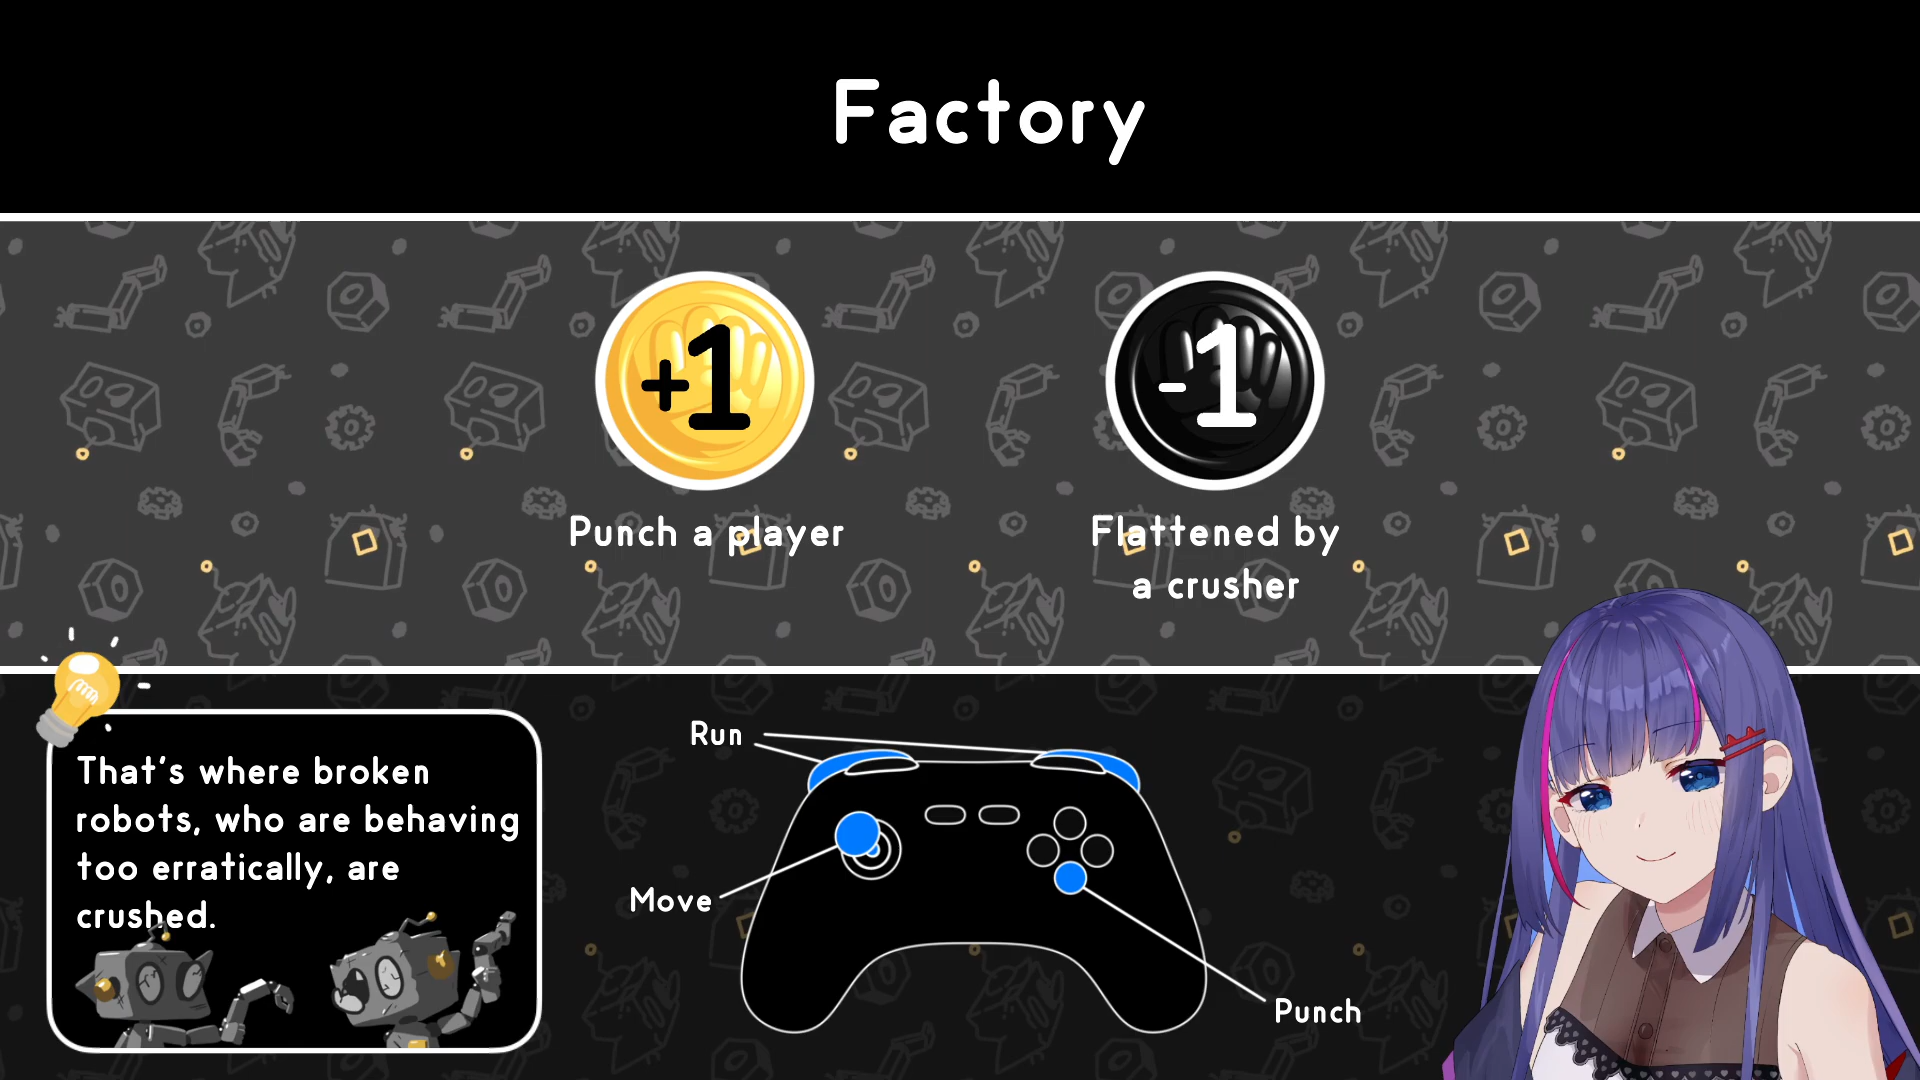 Factory
+1
-1
Punch a player
Flattened by
a crusher
That's where broken
robots, who are behaving
too erratically, are
crushed.
Run
Move
Punch